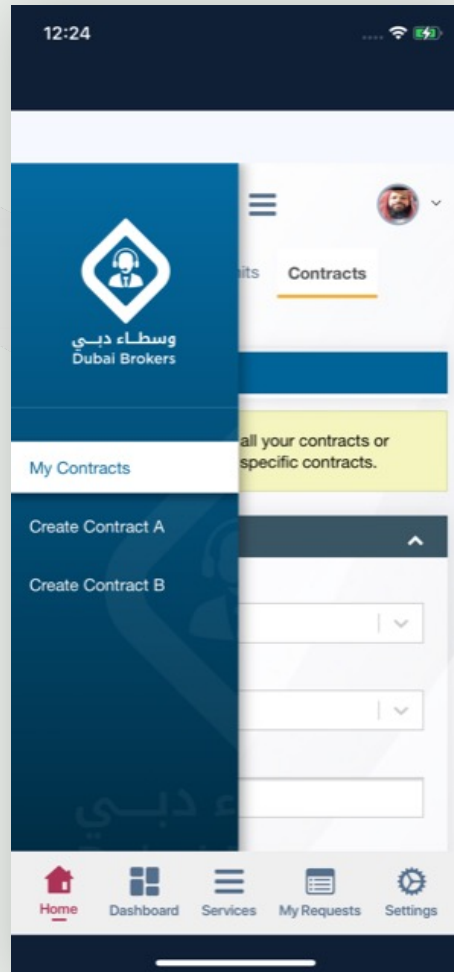 12:24
وسطاء دبي
Dubai Brokers
its
Contracts
all your contracts or
specific contracts.
My Contracts
Create Contract A
Create Contract B
Home
Dashboard
Services
My Requests
Settings